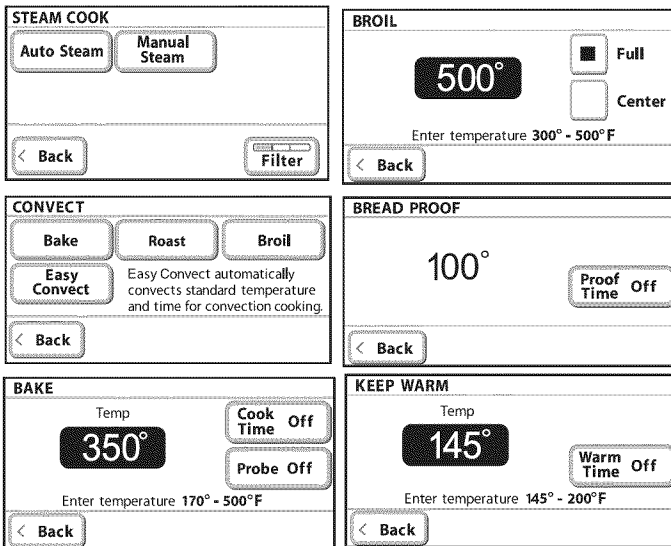 STEAM COOK
Auto Steam
Manual
Steam
< Back
Filter
BROIL
500°
Full
Center
Enter temperature 300° - 500°F
< Back
CONVECT
Bake
Roast
Broil
Easy
Convect
Easy Convect automatically
convects standard temperature
and time for convection cooking.
< Back
BREAD PROOF
100°
Proof
Time Off
< Back
BAKE
Temp
350°
Cook
Time Off
Probe Off
Enter temperature 170° - 500°F
< Back
KEEP WARM
Temp
145°
Warm
Time Off
Enter temperature 145° - 200°F
< Back